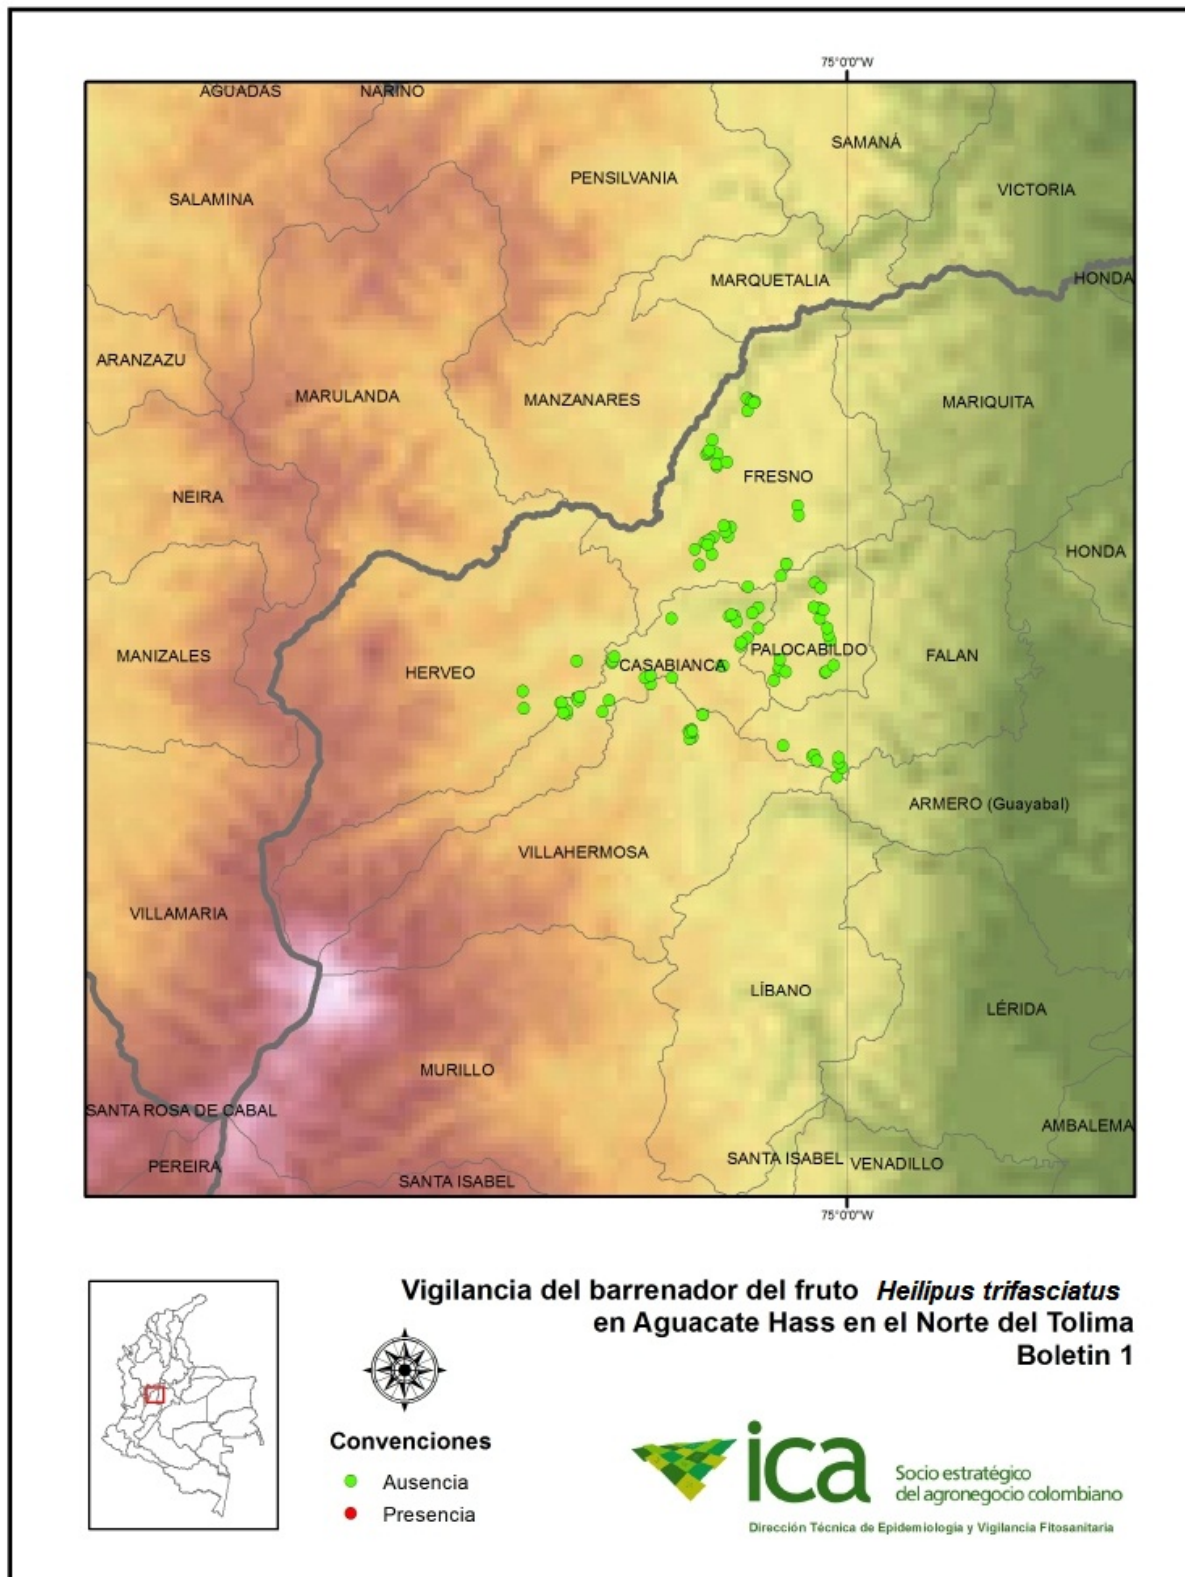 75°0'0"W
AGUADAS
NARIÑO
SAMANÁ
PENSILVANIA
VICTORIA
SALAMINA
MARQUETALIA
HONDA
ARANZAZU
MARULANDA
MANZANARES
MARIQUITA
FRESNO
NEIRA
HONDA
MANIZALES
HERVEO
CASABIANCA
PALOCABILDO
FALAN
ARMERO (Guayabal)
VILLAHERMOSA
VILLAMARIA
LÍBANO
LÉRIDA
MURILLO
SANTA ROSA DE CABAL
AMBALEMA
PEREIRA
SANTA ISABEL
SANTA ISABEL
VENADILLO
75°0'0"W
Vigilancia del barrenador del fruto Heilipus trifasciatus
en Aguacate Hass en el Norte del Tolima
Boletin 1
Convenciones
Ausencia
Presencia
ica
Socio estratégico
del agronegocio colombiano
Dirección Técnica de Epidemiología y Vigilancia Fitosanitaria